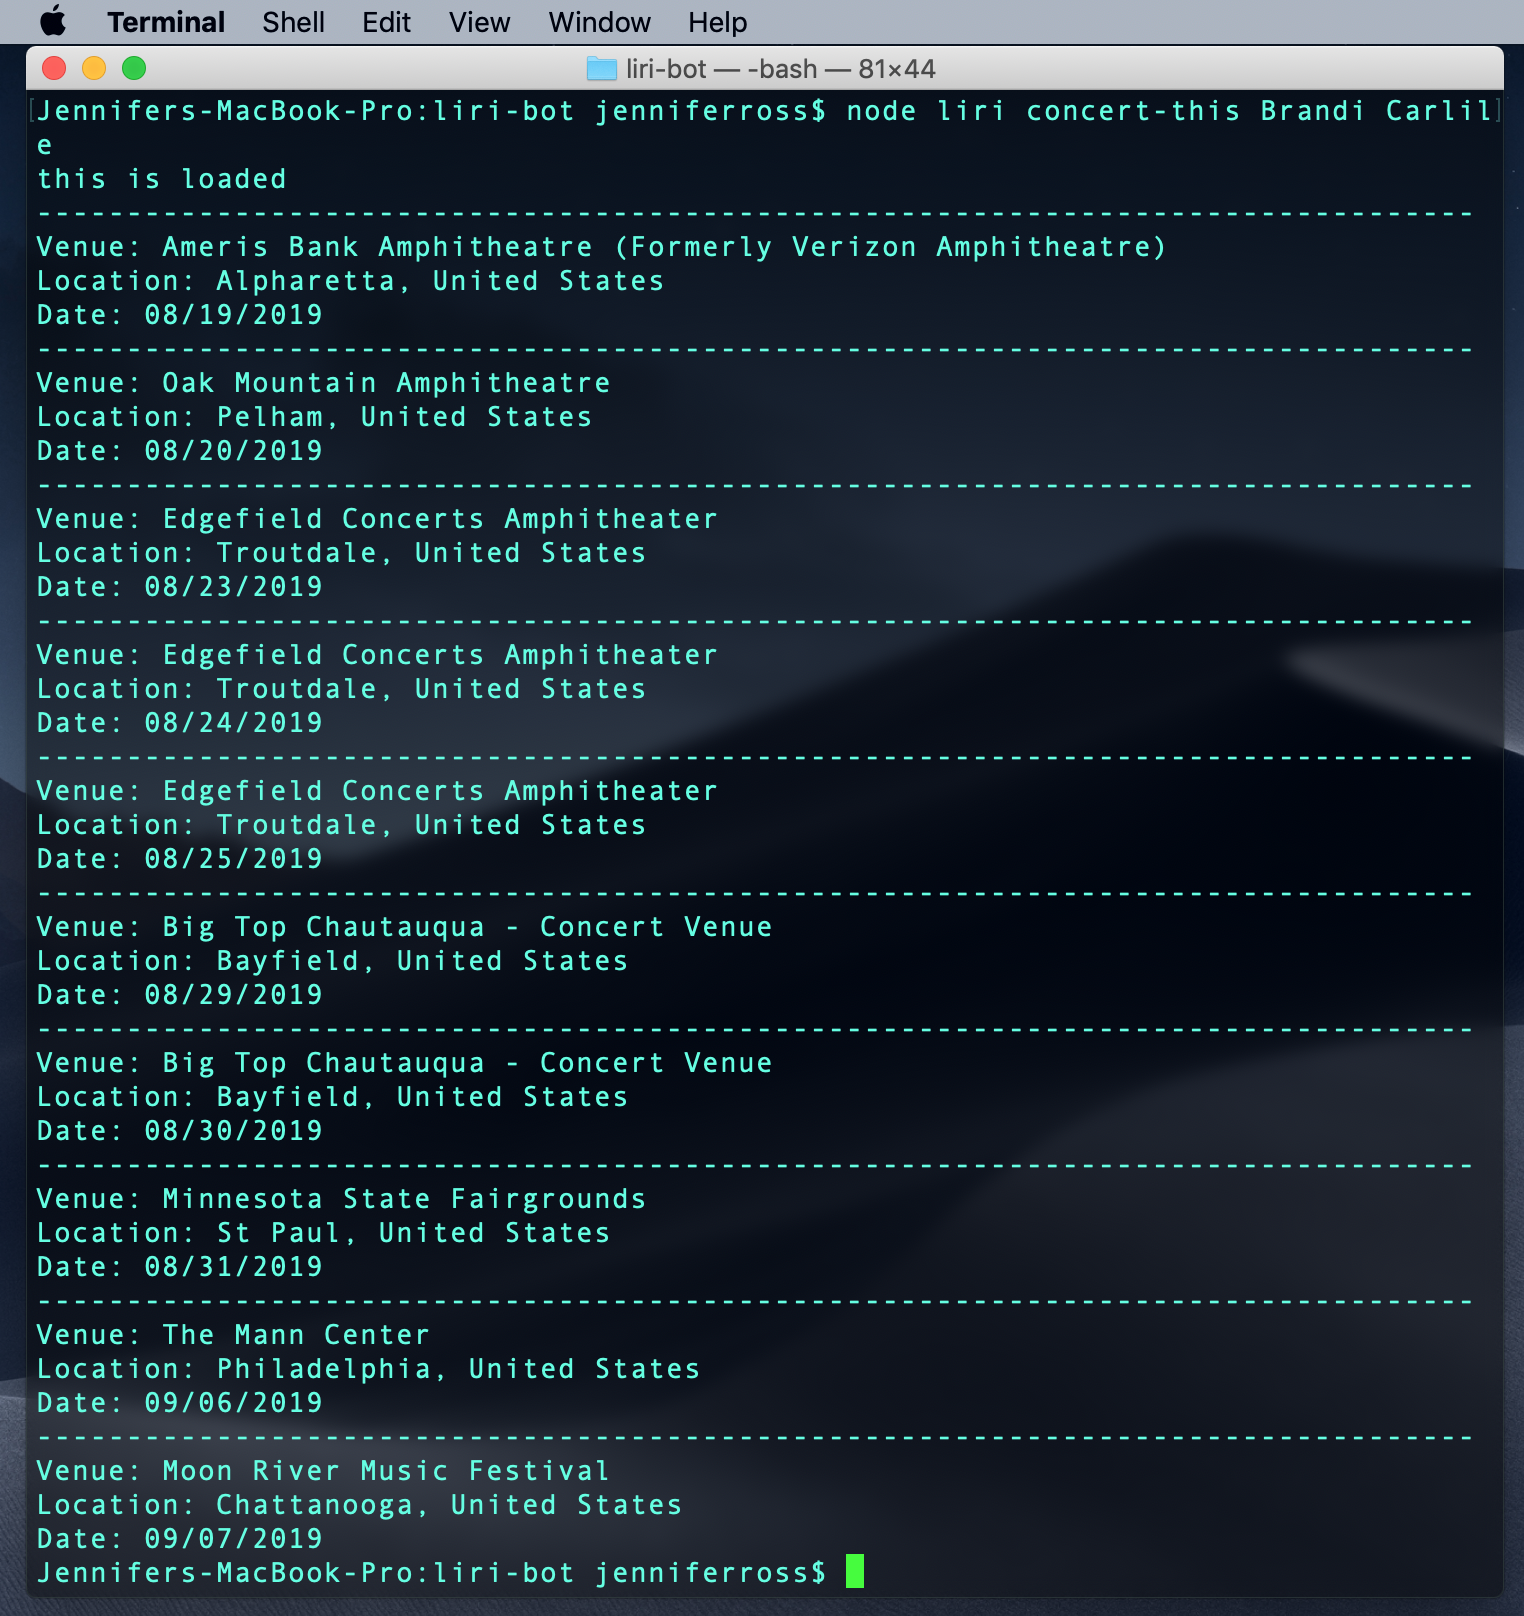 Terminal Shell Edit View Window Help
liri-bot — -bash — 81×44
[Jennifers-MacBook-Pro:liri-bot jenniferross$ node liri concert-this Brandi Carlil]
e
this is loaded
--------------------------------------------------------------------------------
Venue: Ameris Bank Amphitheatre (Formerly Verizon Amphitheatre)
Location: Alpharetta, United States
Date: 08/19/2019
--------------------------------------------------------------------------------
Venue: Oak Mountain Amphitheatre
Location: Pelham, United States
Date: 08/20/2019
--------------------------------------------------------------------------------
Venue: Edgefield Concerts Amphitheater
Location: Troutdale, United States
Date: 08/23/2019
--------------------------------------------------------------------------------
Venue: Edgefield Concerts Amphitheater
Location: Troutdale, United States
Date: 08/24/2019
--------------------------------------------------------------------------------
Venue: Edgefield Concerts Amphitheater
Location: Troutdale, United States
Date: 08/25/2019
--------------------------------------------------------------------------------
Venue: Big Top Chautauqua - Concert Venue
Location: Bayfield, United States
Date: 08/29/2019
--------------------------------------------------------------------------------
Venue: Big Top Chautauqua - Concert Venue
Location: Bayfield, United States
Date: 08/30/2019
--------------------------------------------------------------------------------
Venue: Minnesota State Fairgrounds
Location: St Paul, United States
Date: 08/31/2019
--------------------------------------------------------------------------------
Venue: The Mann Center
Location: Philadelphia, United States
Date: 09/06/2019
--------------------------------------------------------------------------------
Venue: Moon River Music Festival
Location: Chattanooga, United States
Date: 09/07/2019
Jennifers-MacBook-Pro:liri-bot jenniferross$